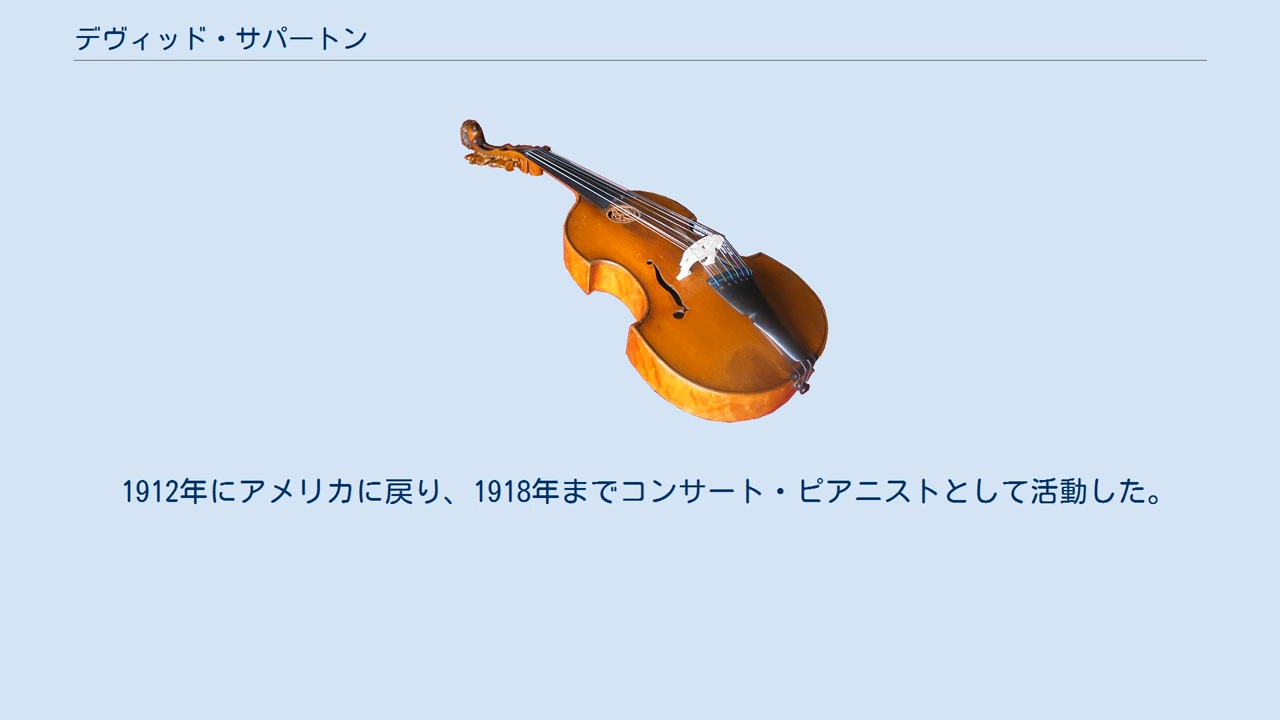 デヴィッド・サパートン
1912年にアメリカに戻り、1918年までコンサート・ピアニストとして活動した。